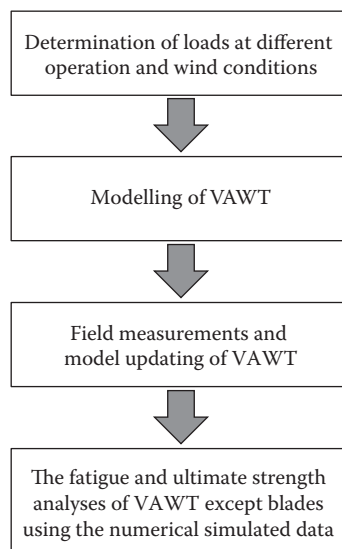 Determination of loads at different
operation and wind conditions
Modelling of VAWT
Field measurements and
model updating of VAWT
The fatigue and ultimate strength
analyses of VAWT except blades
using the numerical simulated data